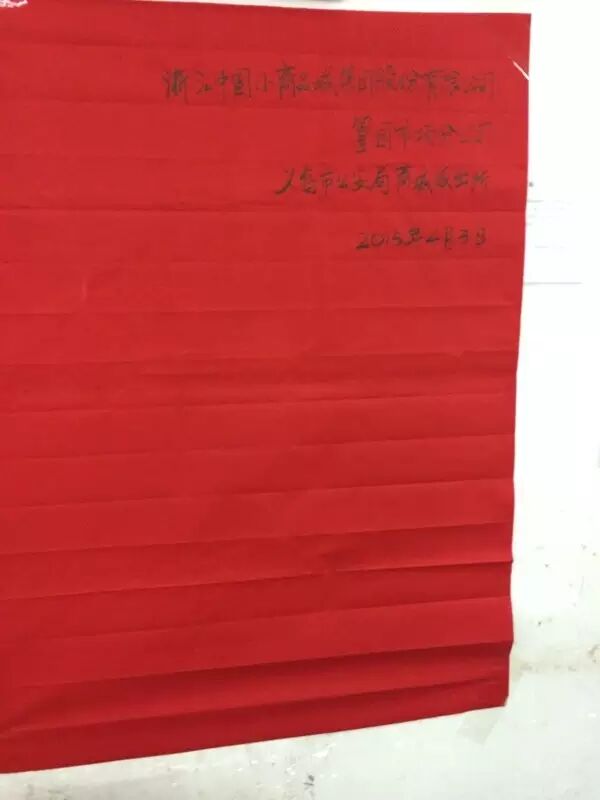 浙江中国小商品城集团股份有限公司
篁园市场分公司
义乌市公安局商城派出所
2015年4月3日